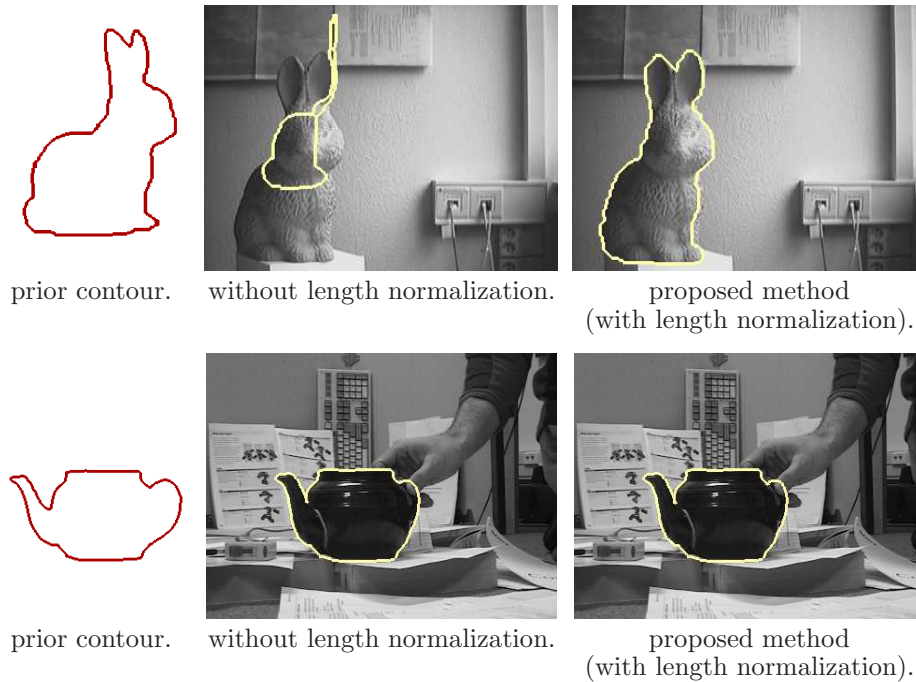 prior contour.
without length normalization.
proposed method
(with length normalization).
prior contour.
without length normalization.
proposed method
(with length normalization).